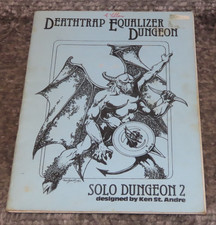 DEATHTRAP EQUALIZER
DUNGEON
SOLO DUNGEON 2
designed by Ken St. Andre